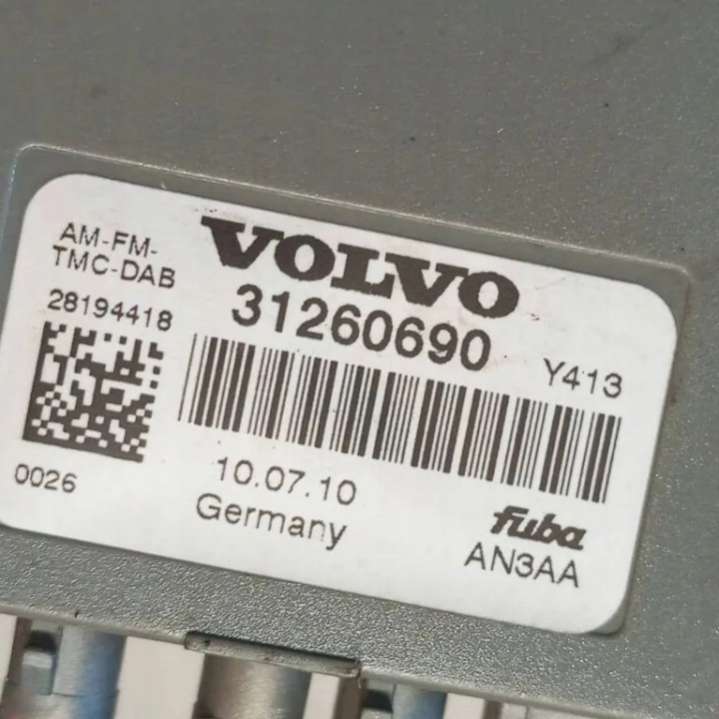 AM-FM-
TMC-DAB
28194418
VOLVO
31260690
Y413
0026
10.07.10
Germany
fuba
AN3AA